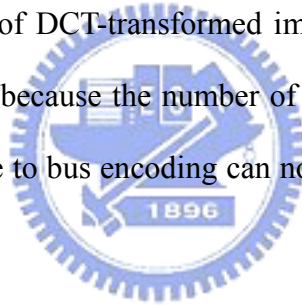 of DCT-transformed im
because the number of
e to bus encoding can no
1896